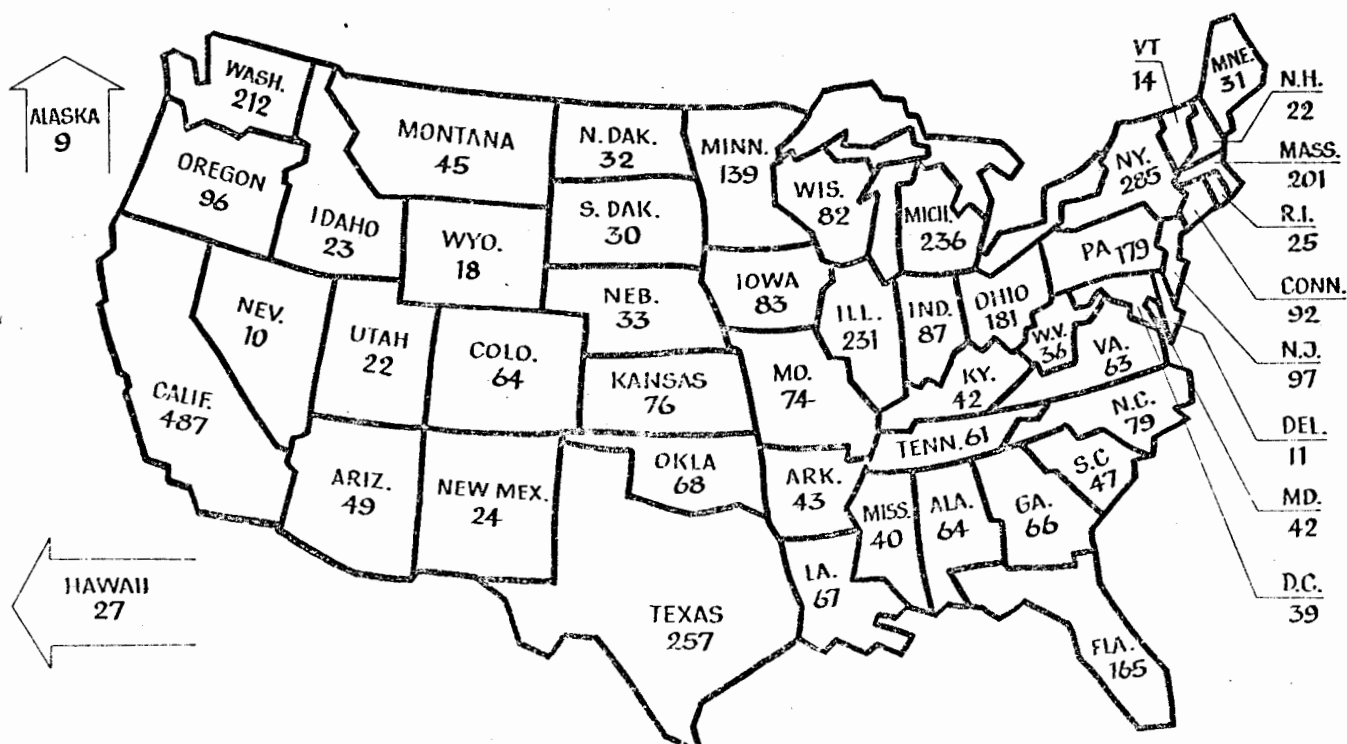 ALASKA
9
WASH.
212
OREGON
96
MONTANA
45
IDAHO
23
WYO.
18
N. DAK.
32
S. DAK.
30
MINN.
139
WIS.
82
MICH.
236
NEV.
10
UTAH
22
COLO.
64
NEB.
33
KANSAS
76
IOWA
83
MO.
74
ILL.
231
IND.
87
OHIO
181
CALIF.
487
ARIZ.
49
NEW MEX.
24
OKLA
68
ARK.
43
KY.
42
TENN. 61
W.V.
36
VA.
63
N.C.
79
S.C
47
MISS.
40
ALA.
64
GA.
66
LA.
67
TEXAS
257
FLA.
165
HAWAII
27
PA 179
NY.
285
VT
14
MNE.
31
N.H.
22
MASS.
201
R.I.
25
CONN.
92
N.J.
97
DEL.
11
MD.
42
D.C.
39